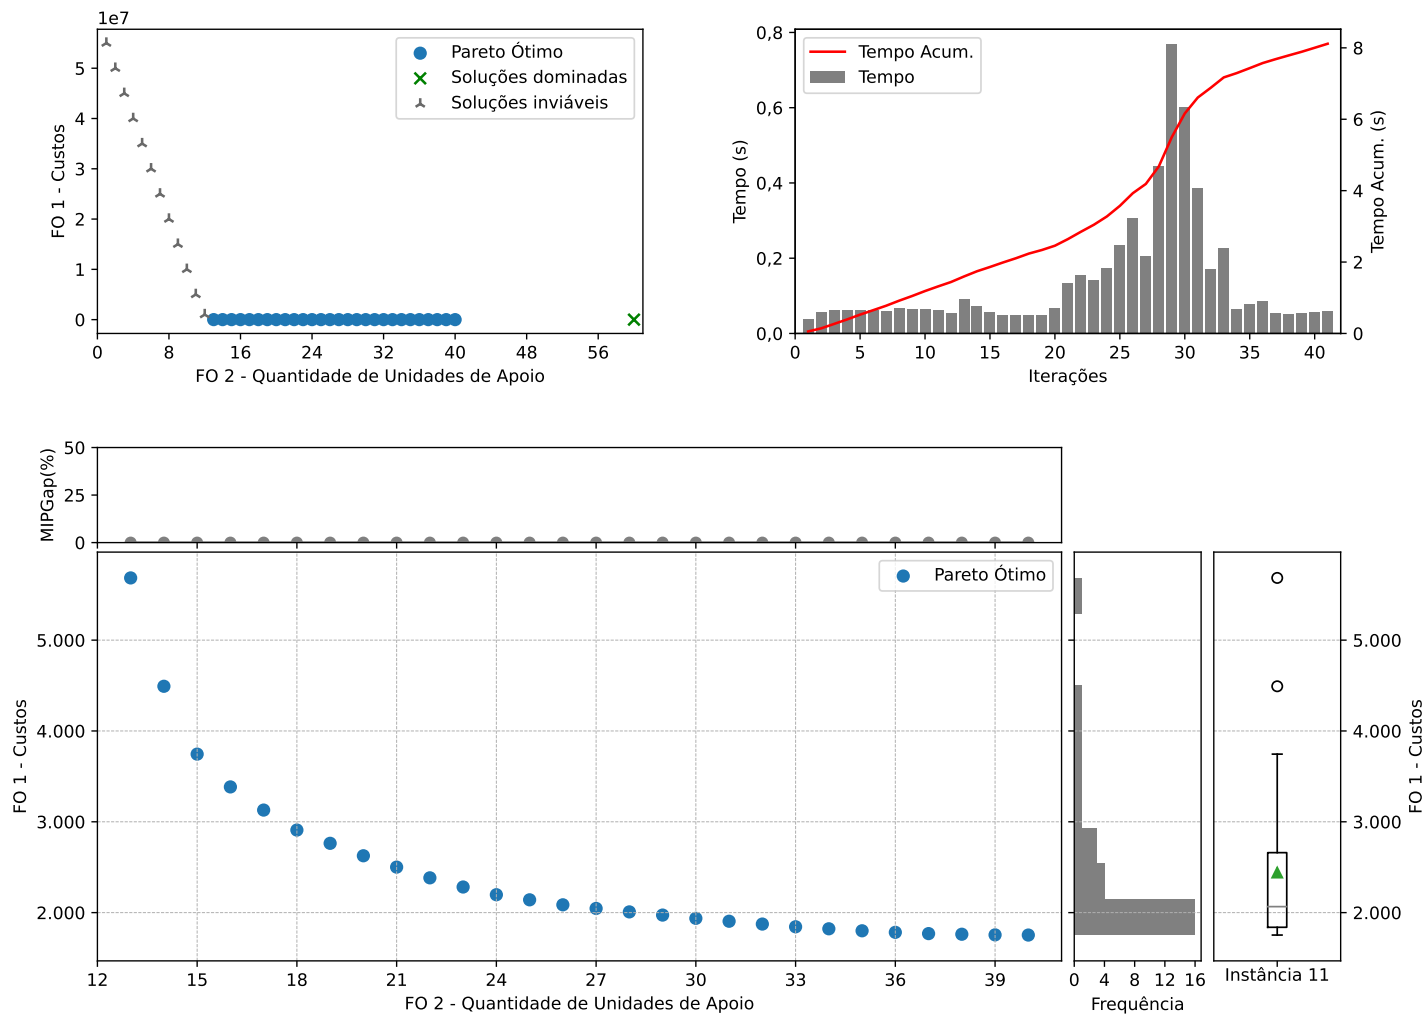 1e7
5
4
3
2
1
0
FO 1 - Custos
0 8 16 24 32 40 48 56
FO 2 - Quantidade de Unidades de Apoio
Pareto Ótimo
Soluções dominadas
Soluções inviáveis
0,8
0,6
0,4
0,2
0,0
Tempo (s)
Tempo Acum.
Tempo
8
6
4
2
0
Tempo Acum. (s)
0 5 10 15 20 25 30 35 40
Iterações
50
25
0
MIPGap(%)
Pareto Ótimo
5.000
4.000
3.000
2.000
FO 1 - Custos
12 15 18 21 24 27 30 33 36 39
FO 2 - Quantidade de Unidades de Apoio
0 4 8 12 16
Frequência
5.000
4.000
3.000
2.000
FO 1 - Custos
Instância 11